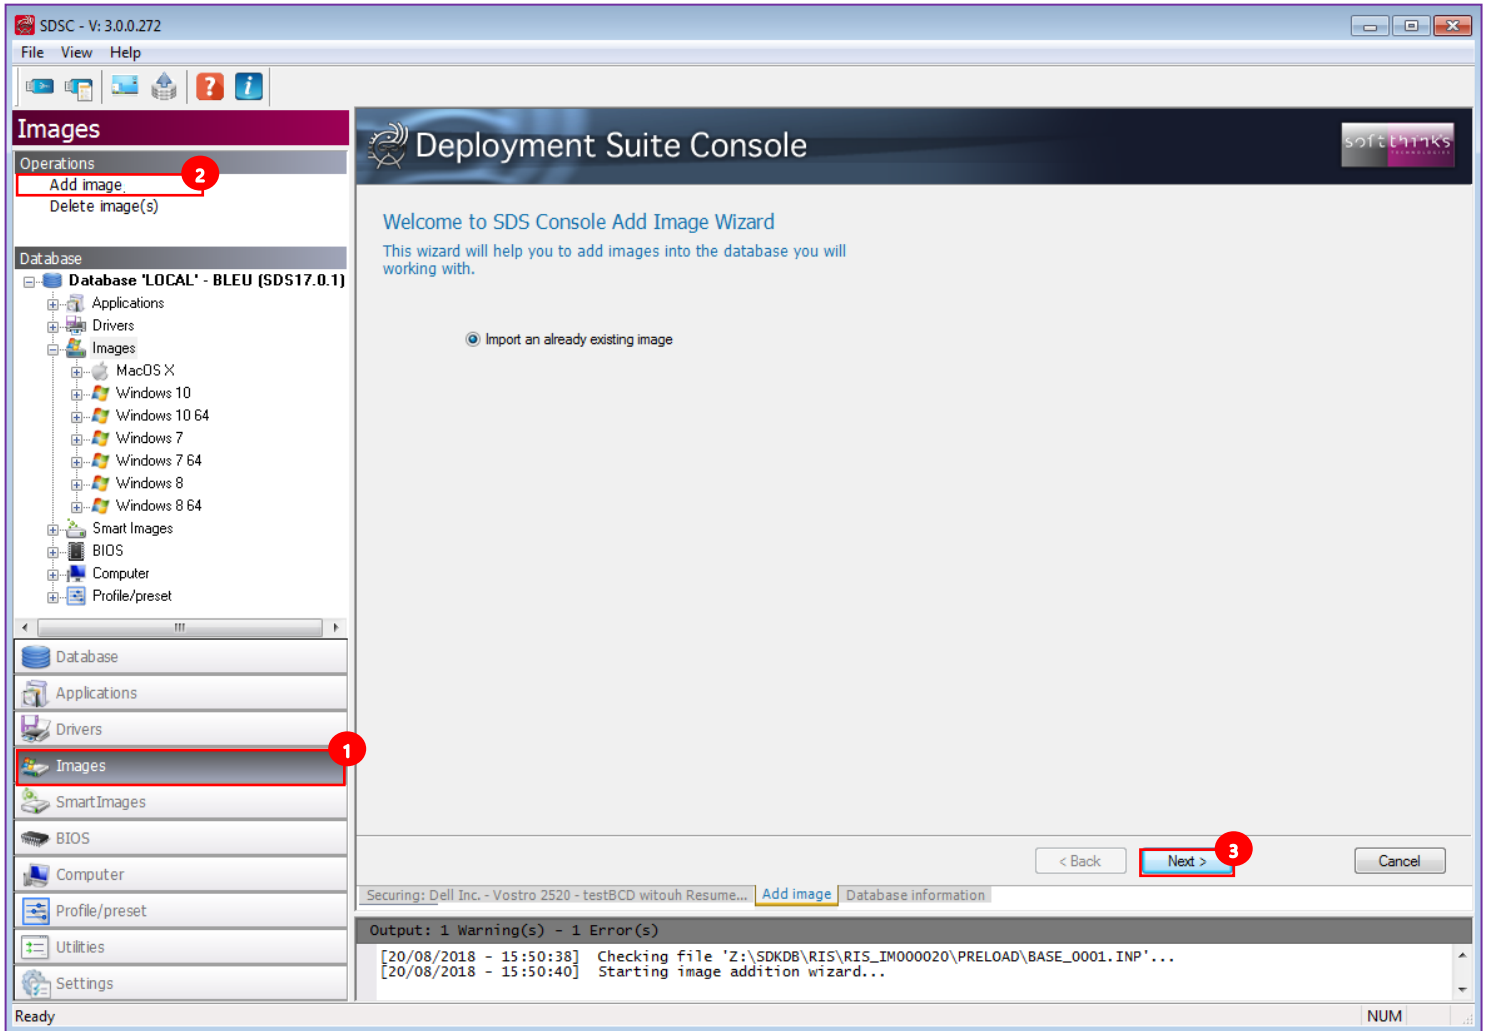 SDSC - V: 3.0.0.272
File View Help
Images
Operations
2
Add image
Delete image(s)
Database
Database 'LOCAL' - BLEU (SDS17.0.1)
Applications
Drivers
Images
MacOS X
Windows 10
Windows 10 64
Windows 7
Windows 7 64
Windows 8
Windows 8 64
Smart Images
BIOS
Computer
Profile/preset
Database
Applications
Drivers
1
Images
SmartImages
BIOS
Computer
Profile/preset
Utilities
Settings
Deployment Suite Console
softthinks
Welcome to SDS Console Add Image Wizard
This wizard will help you to add images into the database you will
working with.
Import an already existing image
3
< Back Next > Cancel
Securing: Dell Inc. - Vostro 2520 - testBCD witouh Resume... Add image Database information
Output: 1 Warning(s) - 1 Error(s)
[20/08/2018 - 15:50:38] Checking file 'Z:\SDKDB\RIS\RIS_IM000020\PRELOAD\BASE_0001.INP'...
[20/08/2018 - 15:50:40] Starting image addition wizard...
Ready NUM